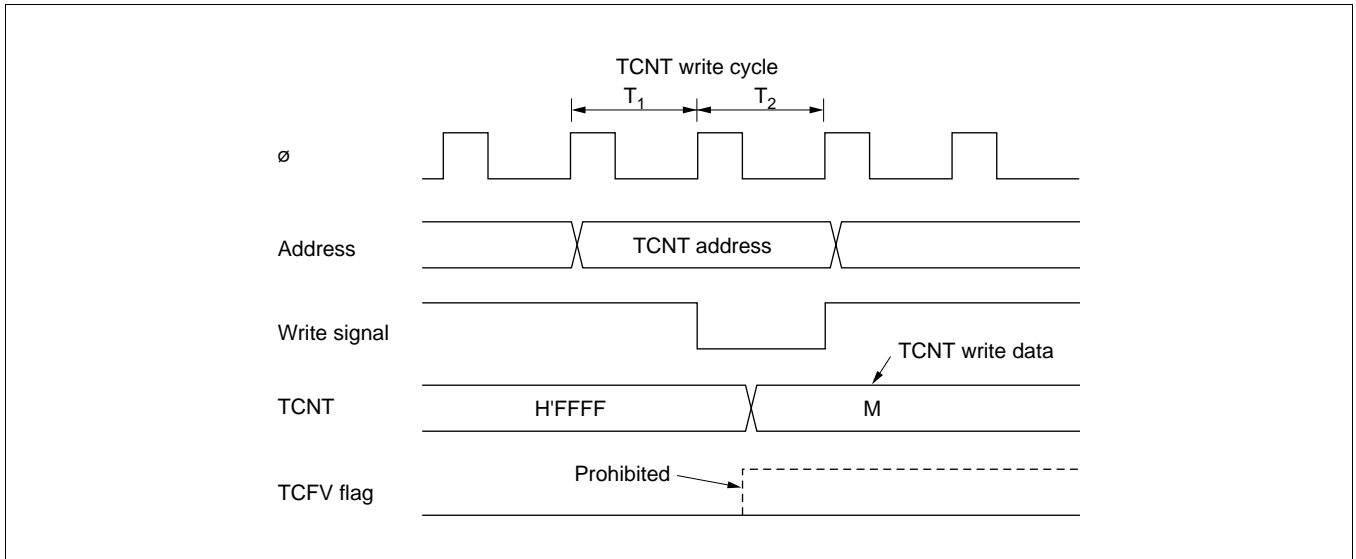 TCNT write cycle
T1 T2
ø
Address
TCNT address
Write signal
TCNT write data
TCNT
H'FFFF
M
Prohibited
TCFV flag